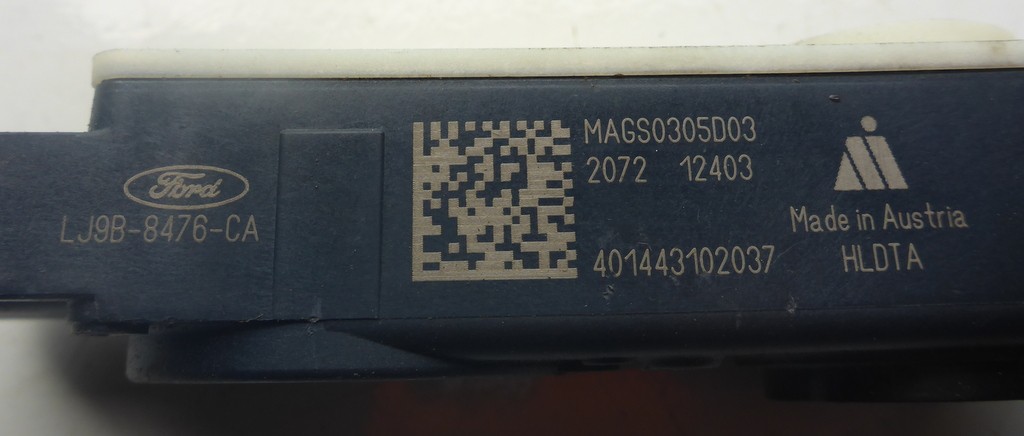 Ford
LJ9B-8476-CA
MAGS0305D03
2072 12403
401443102037
Made in Austria
HLDTA